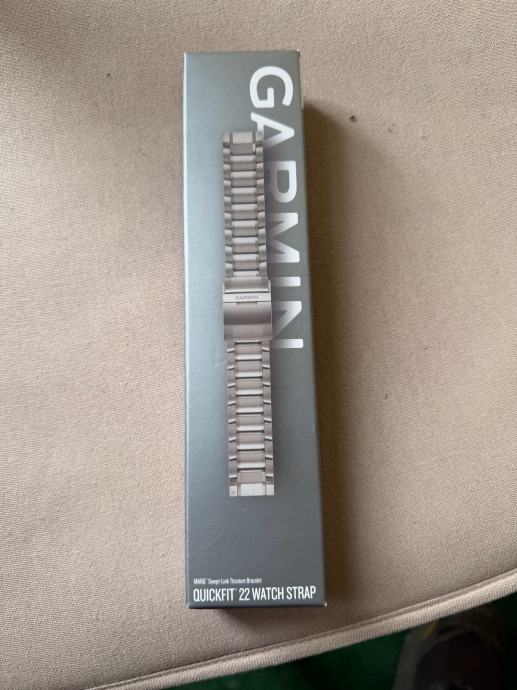 GARMIN
GARMIN
MARQ® Swept-Link Titanium Bracelet
QUICKFIT® 22 WATCH STRAP